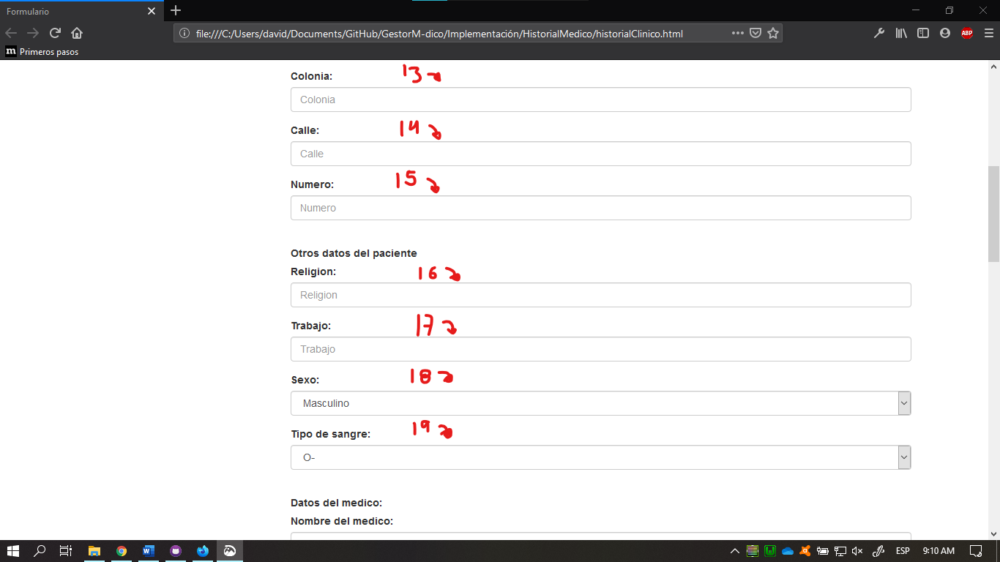 Formulario
file:///C:/Users/david/Documents/GitHub/GestorM-dico/Implementación/HistorialMedico/historialClinico.html
ABP
m Primeros pasos
Colonia: 13
Colonia
Calle: 14
Calle
Numero: 15
Numero
Otros datos del paciente
Religion: 16
Religion
Trabajo: 17
Trabajo
Sexo: 18
Masculino
Tipo de sangre: 19
O-
Datos del medico:
Nombre del medico:
ESP 9:10 AM